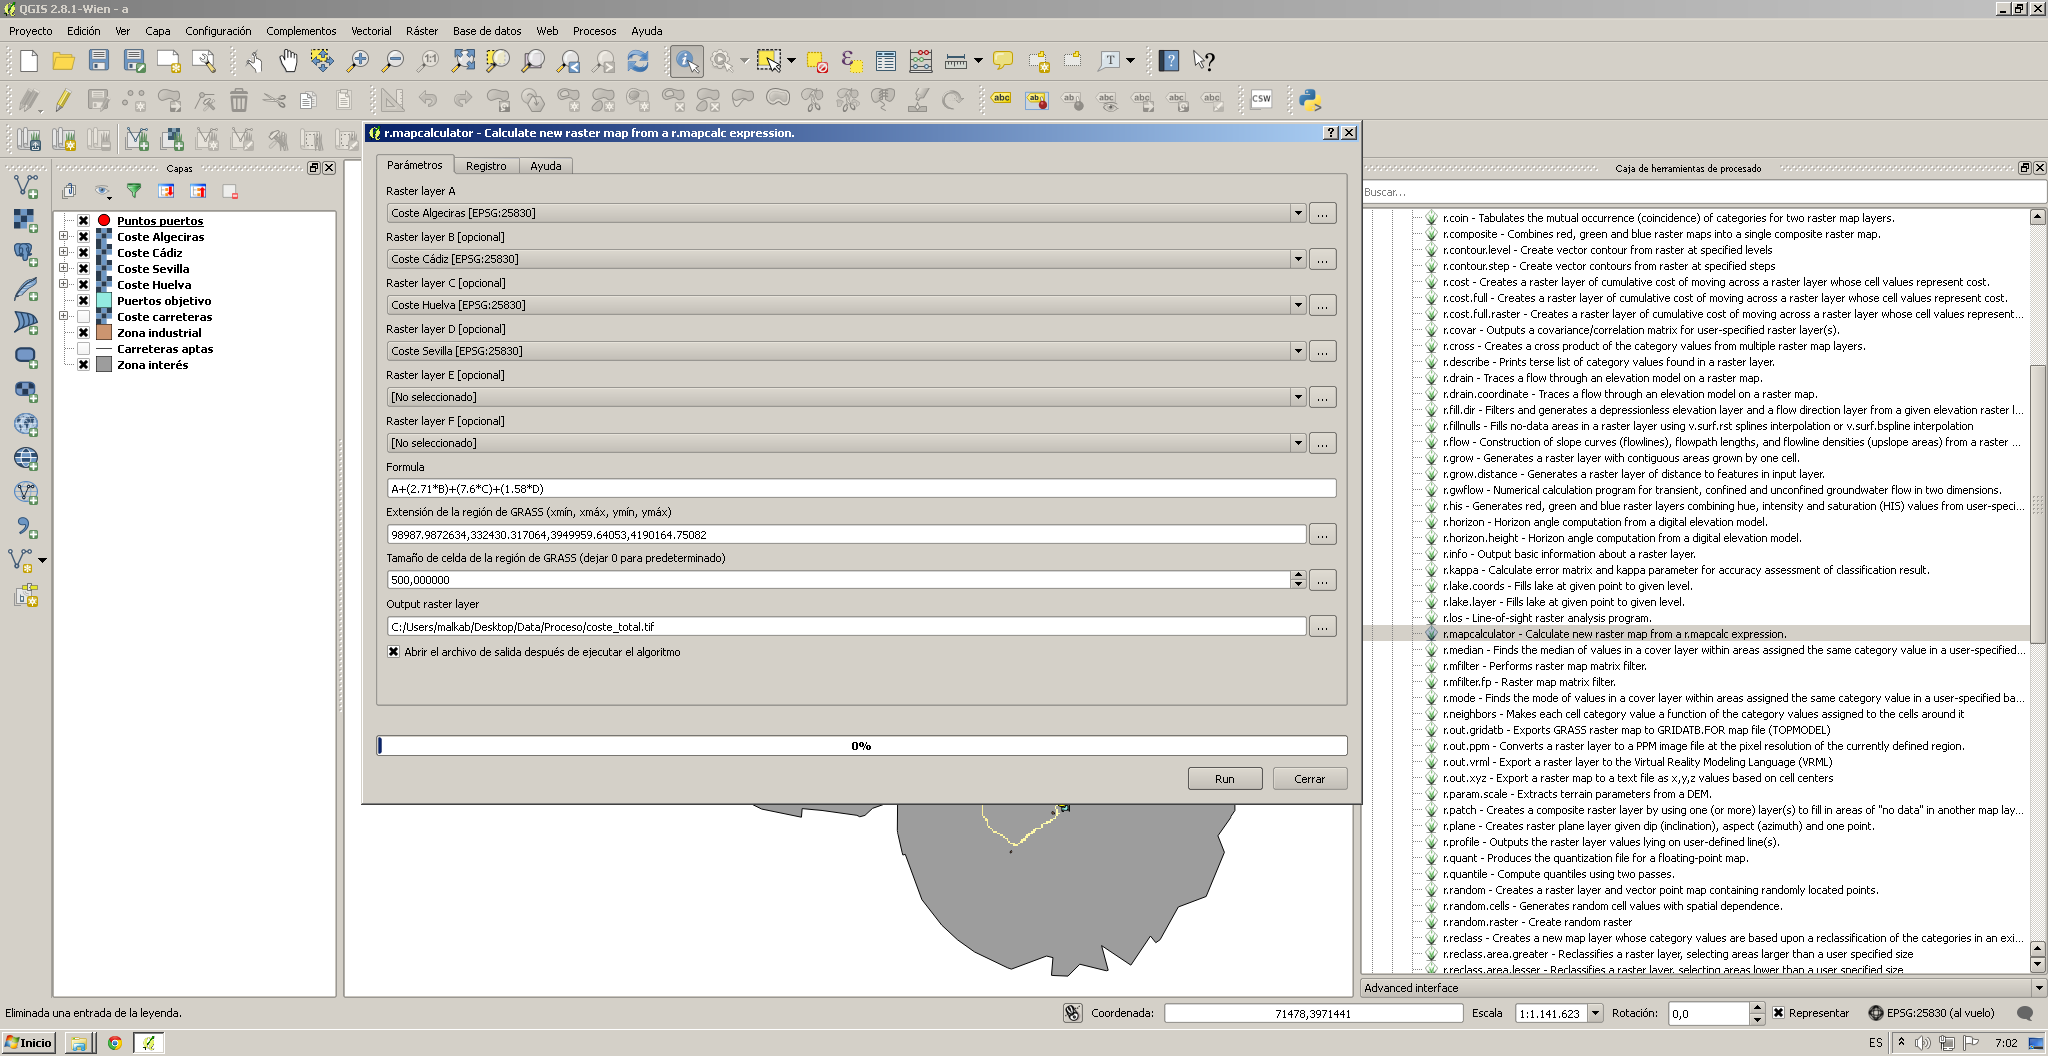 QGIS 2.8.1-Wien - a
Proyecto Edición Ver Capa Configuración Complementos Vectorial Ráster Base de datos Web Procesos Ayuda
Capas
Puntos puertos
Coste Algeciras
Coste Cádiz
Coste Sevilla
Coste Huelva
Puertos objetivo
Coste carreteras
Zona industrial
Carreteras aptas
Zona interés
r.mapcalculator - Calculate new raster map from a r.mapcalc expression.
Parámetros Registro Ayuda
Raster layer A
Coste Algeciras [EPSG:25830]
...
Raster layer B [opcional]
Coste Cádiz [EPSG:25830]
...
Raster layer C [opcional]
Coste Huelva [EPSG:25830]
...
Raster layer D [opcional]
Coste Sevilla [EPSG:25830]
...
Raster layer E [opcional]
[No seleccionado]
...
Raster layer F [opcional]
[No seleccionado]
...
Formula
A+(2.71*B)+(7.6*C)+(1.58*D)
Extensión de la región de GRASS (xmín, xmáx, ymín, ymáx)
98987.9872634,332430.317064,3949959.64053,4190164.75082
...
Tamaño de celda de la región de GRASS (dejar 0 para predeterminado)
500,000000
...
Output raster layer
C:/Users/malkab/Desktop/Data/Proceso/coste_total.tif
...
Abrir el archivo de salida después de ejecutar el algoritmo
0%
Run Cerrar
Caja de herramientas de procesado
Buscar...
r.coin - Tabulates the mutual occurrence (coincidence) of categories for two raster map layers.
r.composite - Combines red, green and blue raster maps into a single composite raster map.
r.contour.level - Create vector contour from raster at specified levels
r.contour.step - Create vector contours from raster at specified steps
r.cost - Creates a raster layer of cumulative cost of moving across a raster layer whose cell values represent cost.
r.cost.full - Creates a raster layer of cumulative cost of moving across a raster layer whose cell values represent cost.
r.cost.full.raster - Creates a raster layer of cumulative cost of moving across a raster layer whose cell values represent...
r.covar - Outputs a covariance/correlation matrix for user-specified raster layer(s).
r.cross - Creates a cross product of the category values from multiple raster map layers.
r.describe - Prints terse list of category values found in a raster layer.
r.drain - Traces a flow through an elevation model on a raster map.
r.drain.coordinate - Traces a flow through an elevation model on a raster map.
r.fill.dir - Filters and generates a depressionless elevation layer and a flow direction layer from a given elevation raster l...
r.fillnulls - Fills no-data areas in a raster layer using v.surf.rst splines interpolation or v.surf.bspline interpolation
r.flow - Construction of slope curves (flowlines), flowpath lengths, and flowline densities (upslope areas) from a raster ...
r.grow - Generates a raster layer with contiguous areas grown by one cell.
r.grow.distance - Generates a raster layer of distance to features in input layer.
r.gwflow - Numerical calculation program for transient, confined and unconfined groundwater flow in two dimensions.
r.his - Generates red, green and blue raster layers combining hue, intensity and saturation (HIS) values from user-speci...
r.horizon - Horizon angle computation from a digital elevation model.
r.horizon.height - Horizon angle computation from a digital elevation model.
r.info - Output basic information about a raster layer.
r.kappa - Calculate error matrix and kappa parameter for accuracy assessment of classification result.
r.lake.coords - Fills lake at given point to given level.
r.lake.layer - Fills lake at given point to given level.
r.los - Line-of-sight raster analysis program.
r.mapcalculator - Calculate new raster map from a r.mapcalc expression.
r.median - Finds the median of values in a cover layer within areas assigned the same category value in a user-specified...
r.mfilter - Performs raster map matrix filter.
r.mfilter.fp - Raster map matrix filter.
r.mode - Finds the mode of values in a cover layer within areas assigned the same category value in a user-specified ba...
r.neighbors - Makes each cell category value a function of the category values assigned to the cells around it
r.out.gridatb - Exports GRASS raster map to GRIDATB.FOR map file (TOPMODEL)
r.out.ppm - Converts a raster layer to a PPM image file at the pixel resolution of the currently defined region.
r.out.vrml - Export a raster layer to the Virtual Reality Modeling Language (VRML)
r.out.xyz - Export a raster map to a text file as x,y,z values based on cell centers
r.param.scale - Extracts terrain parameters from a DEM.
r.patch - Creates a composite raster layer by using one (or more) layer(s) to fill in areas of "no data" in another map lay...
r.plane - Creates raster plane layer given dip (inclination), aspect (azimuth) and one point.
r.profile - Outputs the raster layer values lying on user-defined line(s).
r.quant - Produces the quantization file for a floating-point map.
r.quantile - Compute quantiles using two passes.
r.random - Creates a raster layer and vector point map containing randomly located points.
r.random.cells - Generates random cell values with spatial dependence.
r.random.raster - Create random raster
r.reclass - Creates a new map layer whose category values are based upon a reclassification of the categories in an exi...
r.reclass.area.greater - Reclassifies a raster layer, selecting areas larger than a user specified size
r.reclass.area.lesser - Reclassifies a raster layer, selecting areas lower than a user specified size
Advanced interface
Eliminada una entrada de la leyenda.
Coordenada: 71478,3971441 Escala 1:1.141.623 Rotación: 0,0 Representar EPSG:25830 (al vuelo)
Inicio ES 7:02